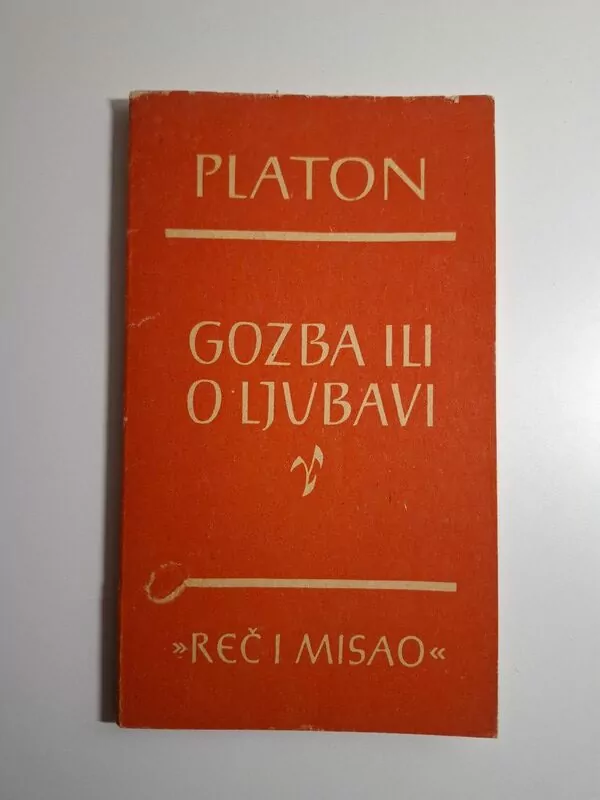 PLATON
GOZBA ILI
O LJUBAVI
»REČ I MISAO«